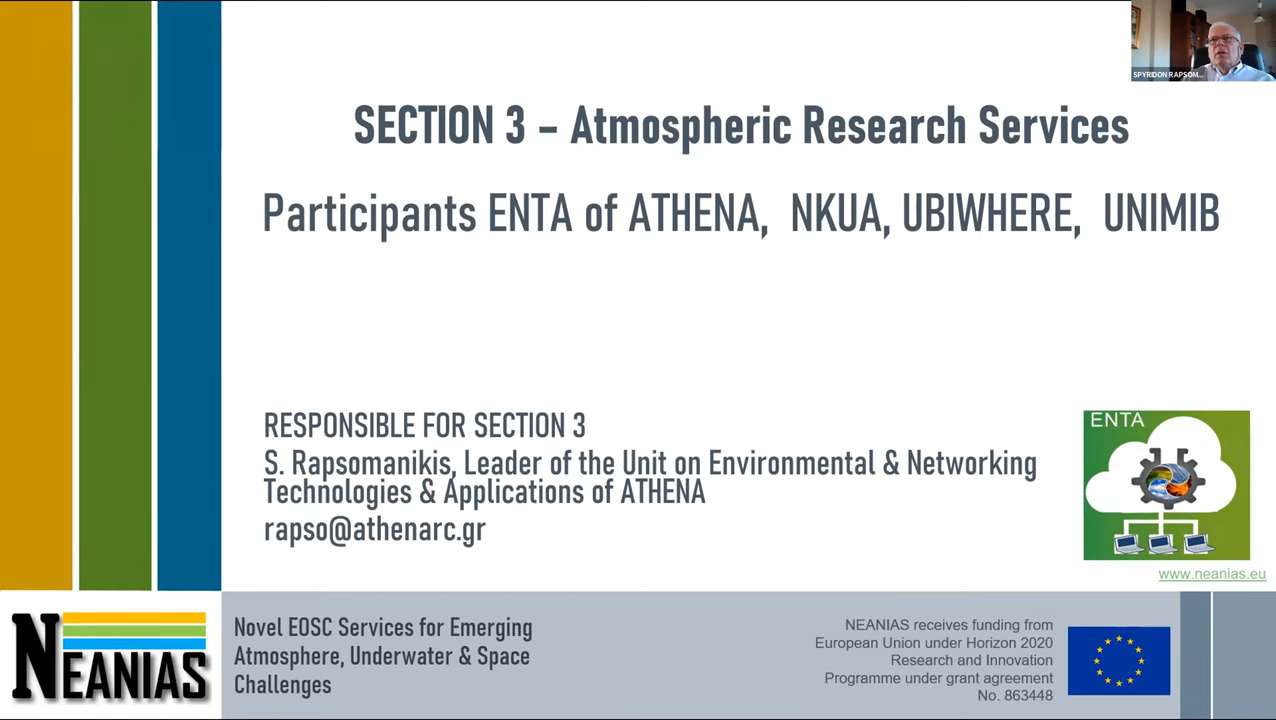 SPYRIDON RAPSOM...
SECTION 3 – Atmospheric Research Services
Participants ENTA of ATHENA, NKUA, UBIWHERE, UNIMIB
RESPONSIBLE FOR SECTION 3
S. Rapsomanikis, Leader of the Unit on Environmental & Networking
Technologies & Applications of ATHENA
rapso@athenarc.gr
ENTA
www.neanias.eu
NEANIAS
Novel EOSC Services for Emerging
Atmosphere, Underwater & Space
Challenges
NEANIAS receives funding from
European Union under Horizon 2020
Research and Innovation
Programme under grant agreement
No. 863448